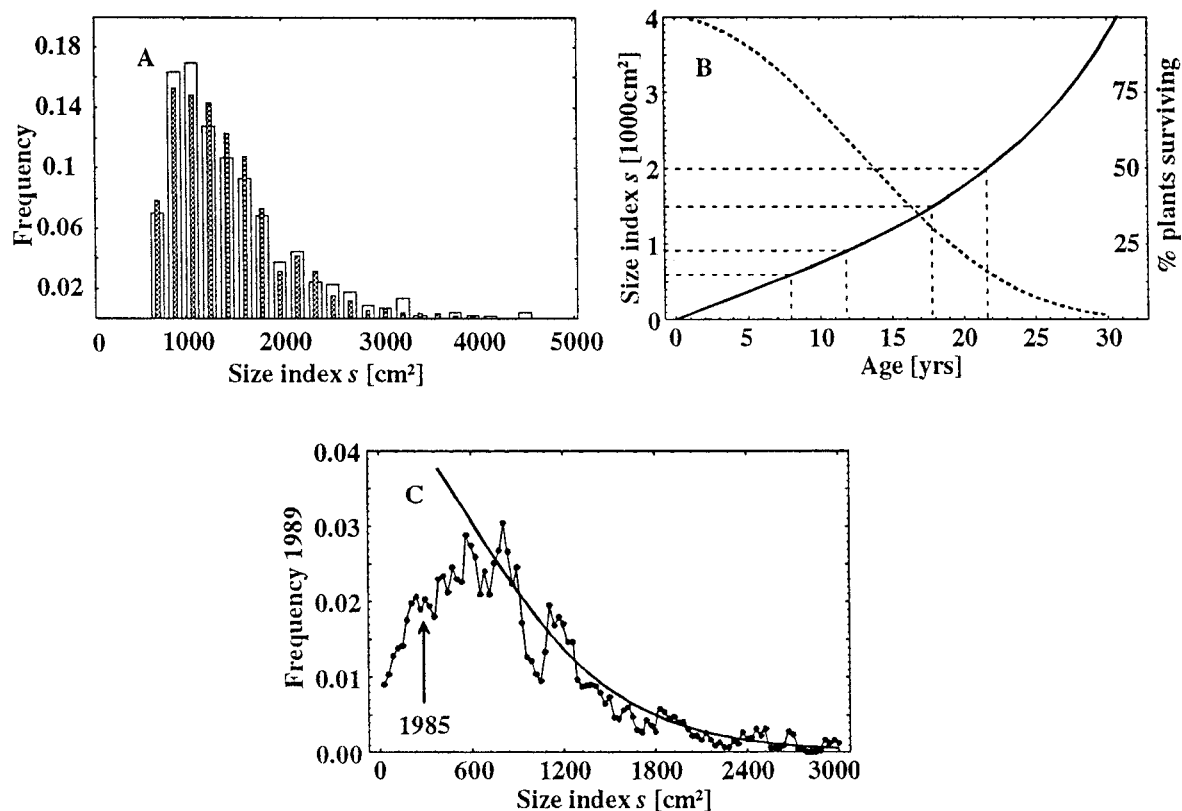 A
0.18
0.14
0.1
0.06
0.02
Frequency
0 1000 2000 3000 4000 5000
Size index s [cm²]
B
4
3
2
1
0
Size index s [1000cm²]
75
50
25
% plants surviving
0 5 10 15 20 25 30
Age [yrs]
C
0.04
0.03
0.02
0.01
0.00
Frequency 1989
1985
0 600 1200 1800 2400 3000
Size index s [cm²]